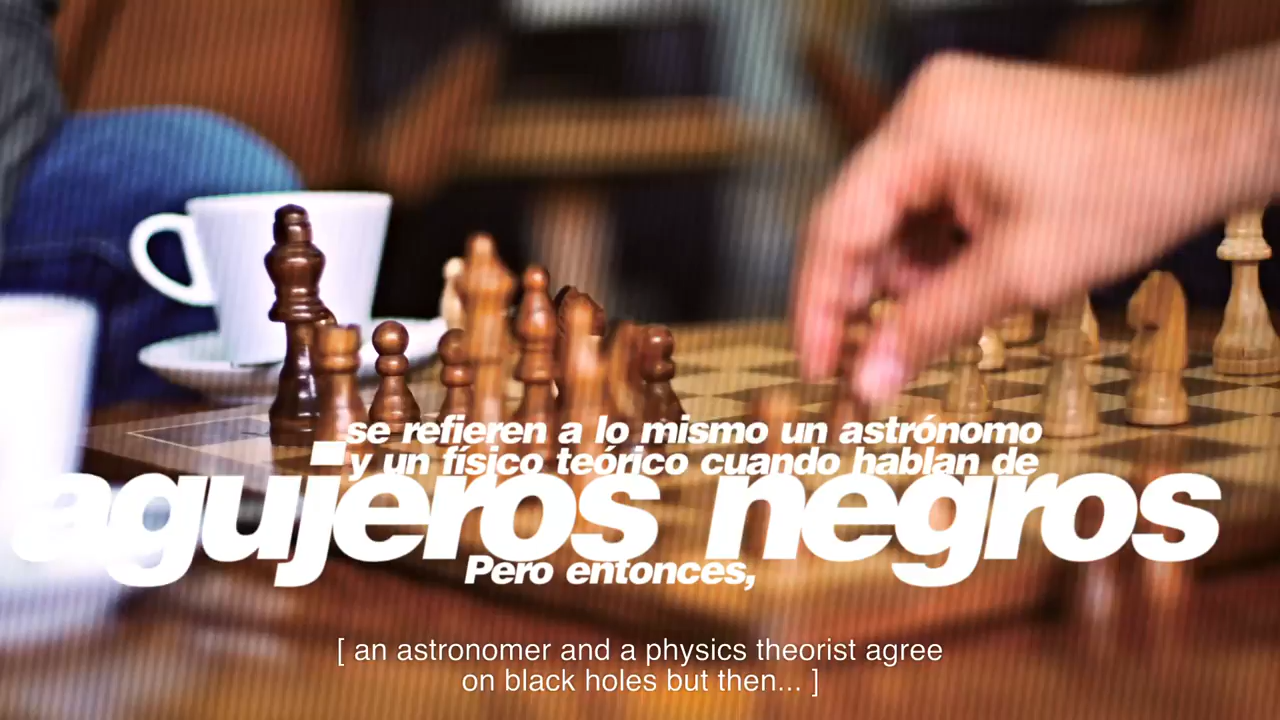 se refieren a lo mismo un astrónomo
y un físico teórico cuando hablan de
agujeros negros
Pero entonces,
[ an astronomer and a physics theorist agree
on black holes but then... ]